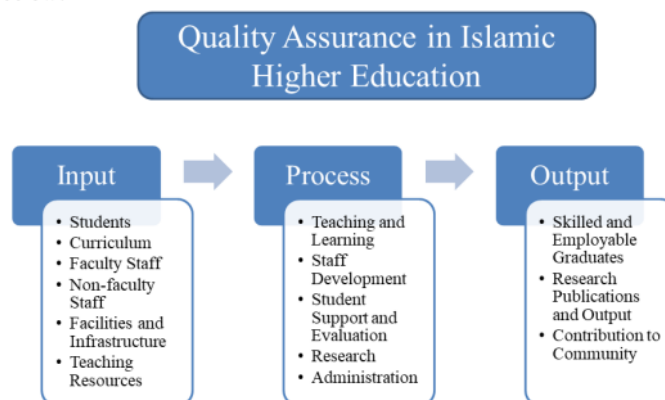 Quality Assurance in Islamic
Higher Education
Input
• Students
• Curriculum
• Faculty Staff
• Non-faculty
Staff
• Facilities and
Infrastructure
• Teaching
Resources
Process
• Teaching and
Learning
• Staff
Development
• Student
Support and
Evaluation
• Research
• Administration
Output
• Skilled and
Employable
Graduates
• Research
Publications
and Output
• Contribution to
Community